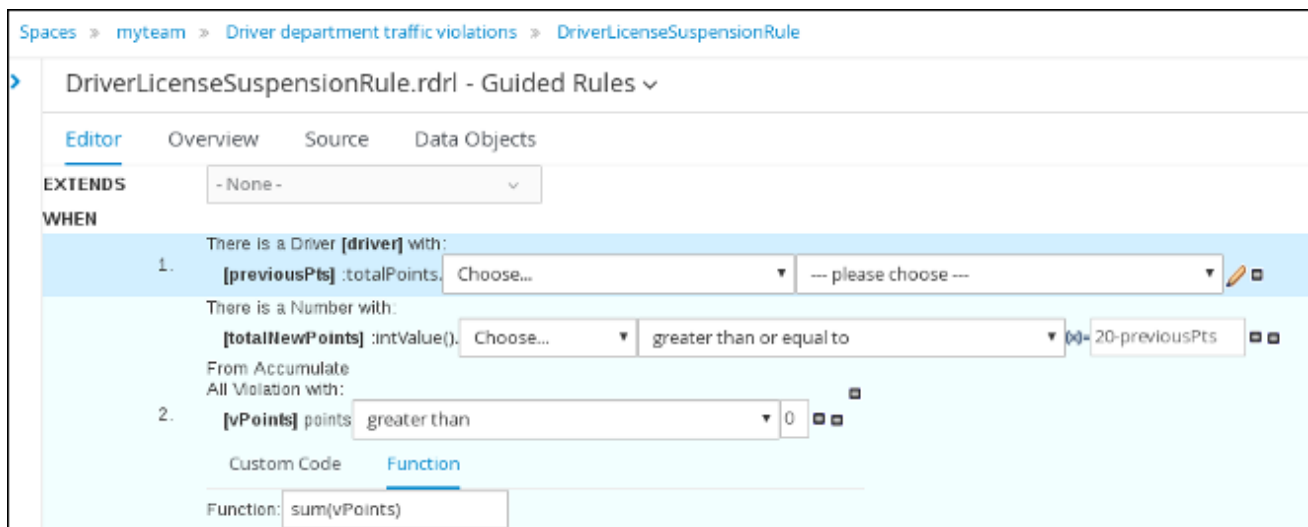 Spaces » myteam » Driver department traffic violations » DriverLicenseSuspensionRule
DriverLicenseSuspensionRule.rdrl - Guided Rules
Editor Overview Source Data Objects
EXTENDS - None -
WHEN
There is a Driver [driver] with:
1. [previousPts] :totalPoints. Choose... --- please choose ---
There is a Number with:
[totalNewPoints] :intValue(). Choose... greater than or equal to (x)= 20-previousPts
From Accumulate
All Violation with:
2. [vPoints] points greater than 0
Custom Code Function
Function: sum(vPoints)